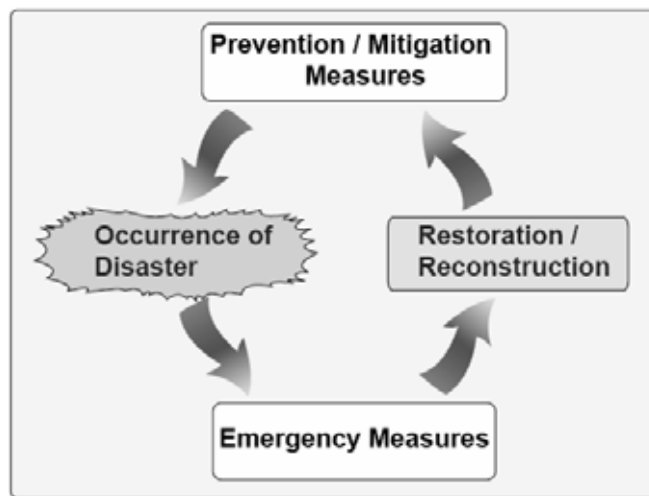 Prevention / Mitigation
Measures
Occurrence of
Disaster
Restoration /
Reconstruction
Emergency Measures